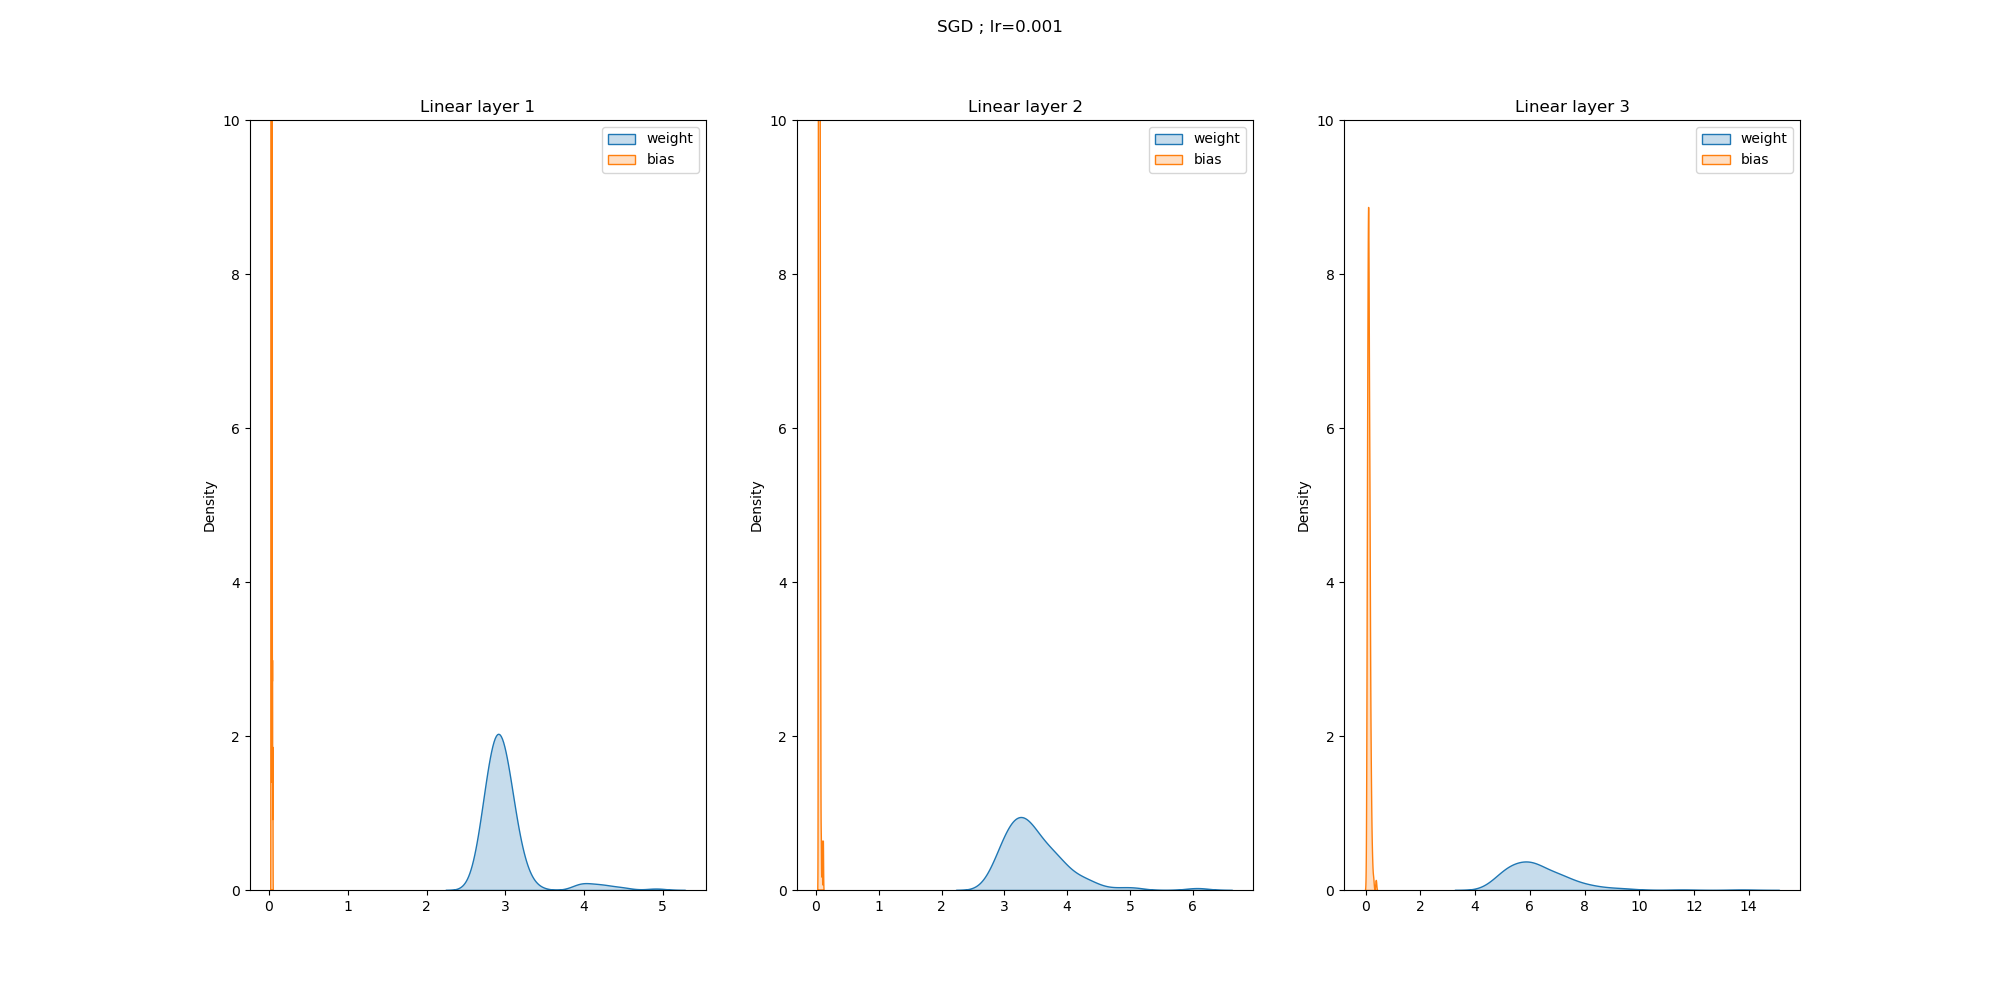 SGD ; lr=0.001
Linear layer 1
10
8
6
4
2
0
Density
0 1 2 3 4 5
weight
bias
Linear layer 2
10
8
6
4
2
0
Density
0 1 2 3 4 5 6
weight
bias
Linear layer 3
10
8
6
4
2
0
Density
0 2 4 6 8 10 12 14
weight
bias